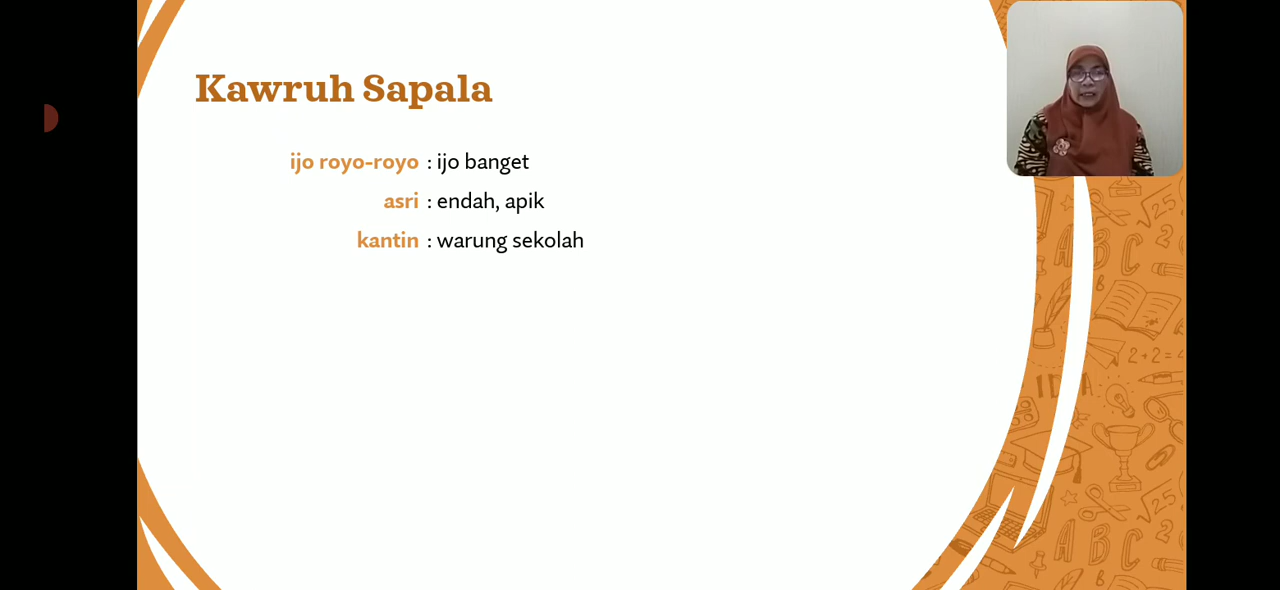 Kawruh Sapala
ijo royo-royo : ijo banget
asri : endah, apik
kantin : warung sekolah